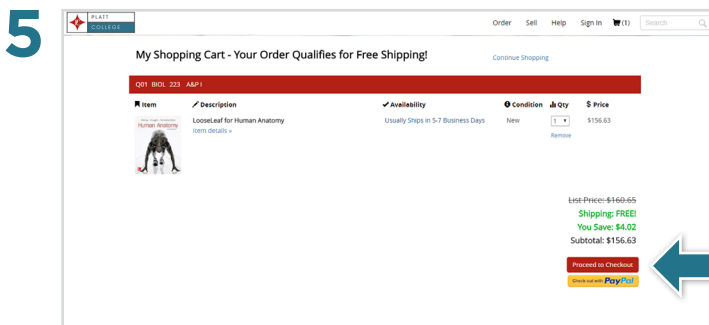 5
PLATT
COLLEGE
Order Sell Help Sign In (1) Search
My Shopping Cart - Your Order Qualifies for Free Shipping!
Continue Shopping
Q01 BIOL 223 A&P I
Item Description Availability Condition Qty $ Price
LooseLeaf for Human Anatomy Usually Ships in 5-7 Business Days New 1 $156.63
item details »
Remove
Human Anatomy
List Price: $160.65
Shipping: FREE!
You Save: $4.02
Subtotal: $156.63
Proceed to Checkout
Check out with PayPal